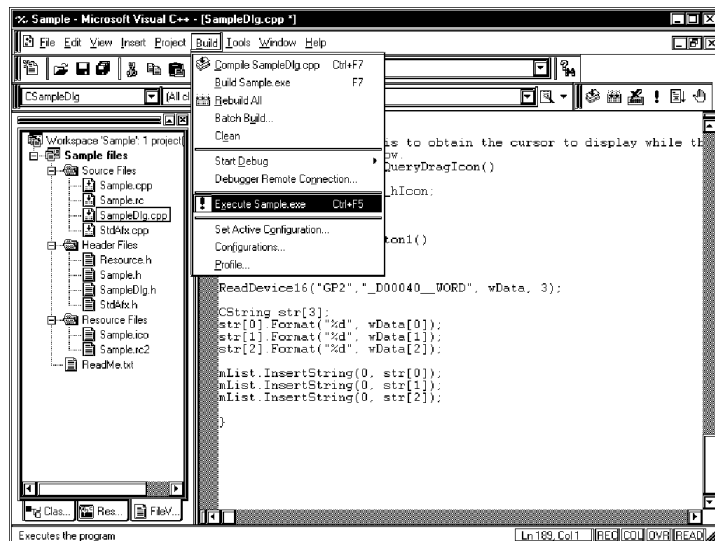 Sample - Microsoft Visual C++ - [SampleDlg.cpp *]
File Edit View Insert Project Build Tools Window Help
CSampleDlg
(All cl
Compile SampleDlg.cpp Ctrl+F7
Build Sample.exe F7
Rebuild All
Batch Build...
Clean
Start Debug
Debugger Remote Connection...
Execute Sample.exe Ctrl+F5
Set Active Configuration...
Configurations...
Profile...
Workspace 'Sample': 1 project(
Sample files
Source Files
Sample.cpp
Sample.rc
SampleDlg.cpp
StdAfx.cpp
Header Files
Resource.h
Sample.h
SampleDlg.h
StdAfx.h
Resource Files
Sample.ico
Sample.rc2
ReadMe.txt
is to obtain the cursor to display while th
ow.
QueryDragIcon()
_hIcon;
ton1()
ReadDevice16("GP2","_D00040__WORD", wData, 3);
CString str[3];
str[0].Format("%d", wData[0]);
str[1].Format("%d", wData[1]);
str[2].Format("%d", wData[2]);
mList.InsertString(0, str[0]);
mList.InsertString(0, str[1]);
mList.InsertString(0, str[2]);
}
Clas... Res... FileV...
Executes the program
Ln 189, Col 1 REC COL OVR READ